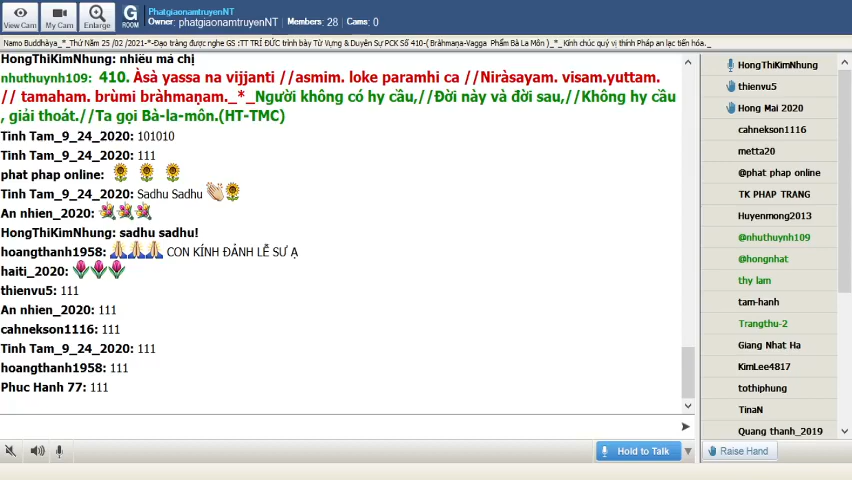 PhatgiaonamtruyenNT
Owner: phatgiaonamtruyenNT Members: 28 Cams: 0
View Cam
My Cam
Enlarge
G
ROOM
Namo Buddhàya_*_Thứ Năm 25 /02 /2021-*-Đạo tràng được nghe GS :TT TRÍ ĐỨC trình bày Từ Vựng & Duyên Sự PCK Số 410-( Bràhmaṇa-Vagga Phẩm Bà La Môn )_*_ Kính chúc quý vị thính Pháp an lạc tiến hóa._
HongThiKimNhung: nhiều mà chị
nhuthuynh109: 410. Àsà yassa na vijjanti //asmim. loke paramhi ca //Niràsayam. visam.yuttam.
// tamaham. brùmi bràhmaṇam._*_Người không có hy cầu,//Đời này và đời sau,//Không hy cầu
, giải thoát.//Ta gọi Bà-la-môn.(HT-TMC)
Tinh Tam_9_24_2020: 101010
Tinh Tam_9_24_2020: 111
phat phap online:
Tinh Tam_9_24_2020: Sadhu Sadhu
An nhien_2020:
HongThiKimNhung: sadhu sadhu!
hoangthanh1958: CON KÍNH ĐẢNH LỄ SƯ Ạ
haiti_2020:
thienvu5: 111
An nhien_2020: 111
cahnekson1116: 111
Tinh Tam_9_24_2020: 111
hoangthanh1958: 111
Phuc Hanh 77: 111
Hold to Talk
HongThiKimNhung
thienvu5
Hong Mai 2020
cahnekson1116
metta20
@phat phap online
TK PHAP TRANG
Huyenmong2013
@nhuthuynh109
@hongnhat
thy lam
tam-hanh
Trangthu-2
Giang Nhat Ha
KimLee4817
tothiphung
TinaN
Quang thanh_2019
Raise Hand